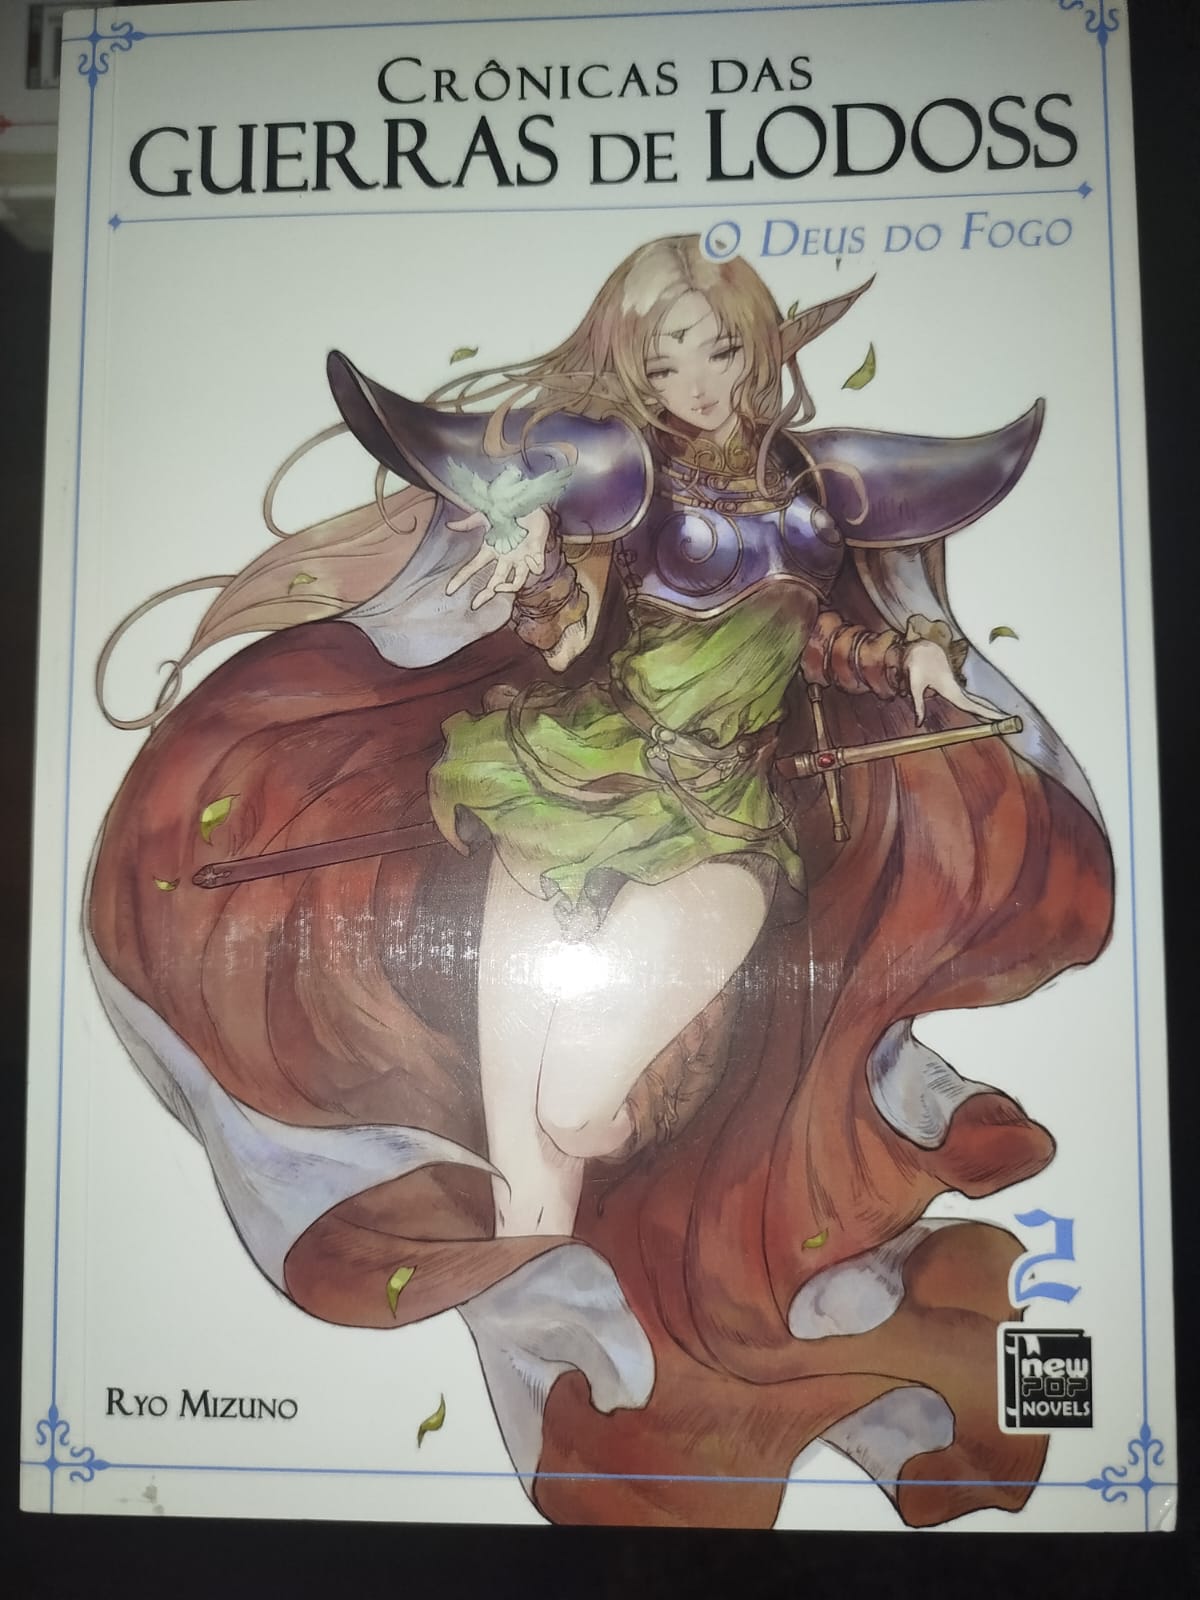 Crônicas das
Guerras de Lodoss
O Deus do Fogo
2
new
POP
NOVELS
Ryo Mizuno